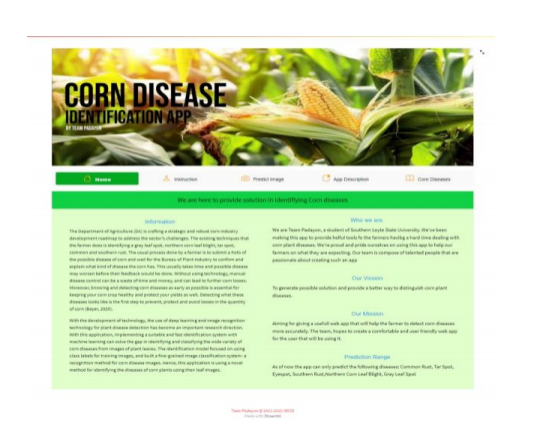 CORN DISEASE
IDENTIFICATION APP
BY TEAM PADAYAN
Home
Instruction
Predict Image
App Description
Corn Diseases
We are here to provide solution in Identifiying Corn diseases
Information
The Department of Agriculture (DA) is crafting a strategic and robust corn industry
development roadmap to address the sector's challenges. The existing techniques that
the farmer does is identifying a grey leaf spot, northern corn leaf blight, tar spot,
common and southern rust. The usual process done by a farmer is to submit a photo of
the possible disease of corn and wait for the Bureau of Plant Industry to confirm and
explain what kind of disease the corn has. This usually takes time and possible disease
may worsen before their feedback would be done. Without using technology, manual
disease control can be a waste of time and money, and can lead to further corn losses.
Moreover, knowing and detecting corn diseases as early as possible is essential for
keeping your corn crop healthy and protect your yields as well. Detecting what these
diseases looks like is the first step to prevent, protect and avoid losses in the quantity
of corn (Bayer, 2020).
With the development of technology, the use of deep learning and image recognition
technology for plant disease detection has become an important research direction.
With this application, implementing a suitable and fast identification system with
machine learning can solve the gap in identifying and classifying the wide variety of
corn diseases from images of plant leaves. The identification model focused on using
class labels for training images, and built a fine-grained image classification system- a
recognition method for corn disease images. Hence, this application is using a novel
method for identifying the diseases of corn plants using their leaf images.
Who we are
We are Team Padayon, a student of Southern Leyte State University. We've been
making this app to provide helful tools fo the farmers having a hard time dealing with
corn plant diseases. We're proud and pride ourselves on using this app to help our
farmers on what they are expecting. Our team is compose of talented people that are
passionate about creating such an app
Our Vission
To generate possible solution and provide a better way to distinguish corn plant
diseases.
Our Mission
Aiming for giving a usefull web app that will help the farmer to detect corn diseases
more accurately. The team, hopes to create a comfortable and user friendly web app
for the user that will be using it.
Prediction Range
As of now the app can only predict the following diseases: Common Rust, Tar Spot,
Eyespot, Southern Rust,Northern Corn Leaf Blight, Gray Leaf Spot